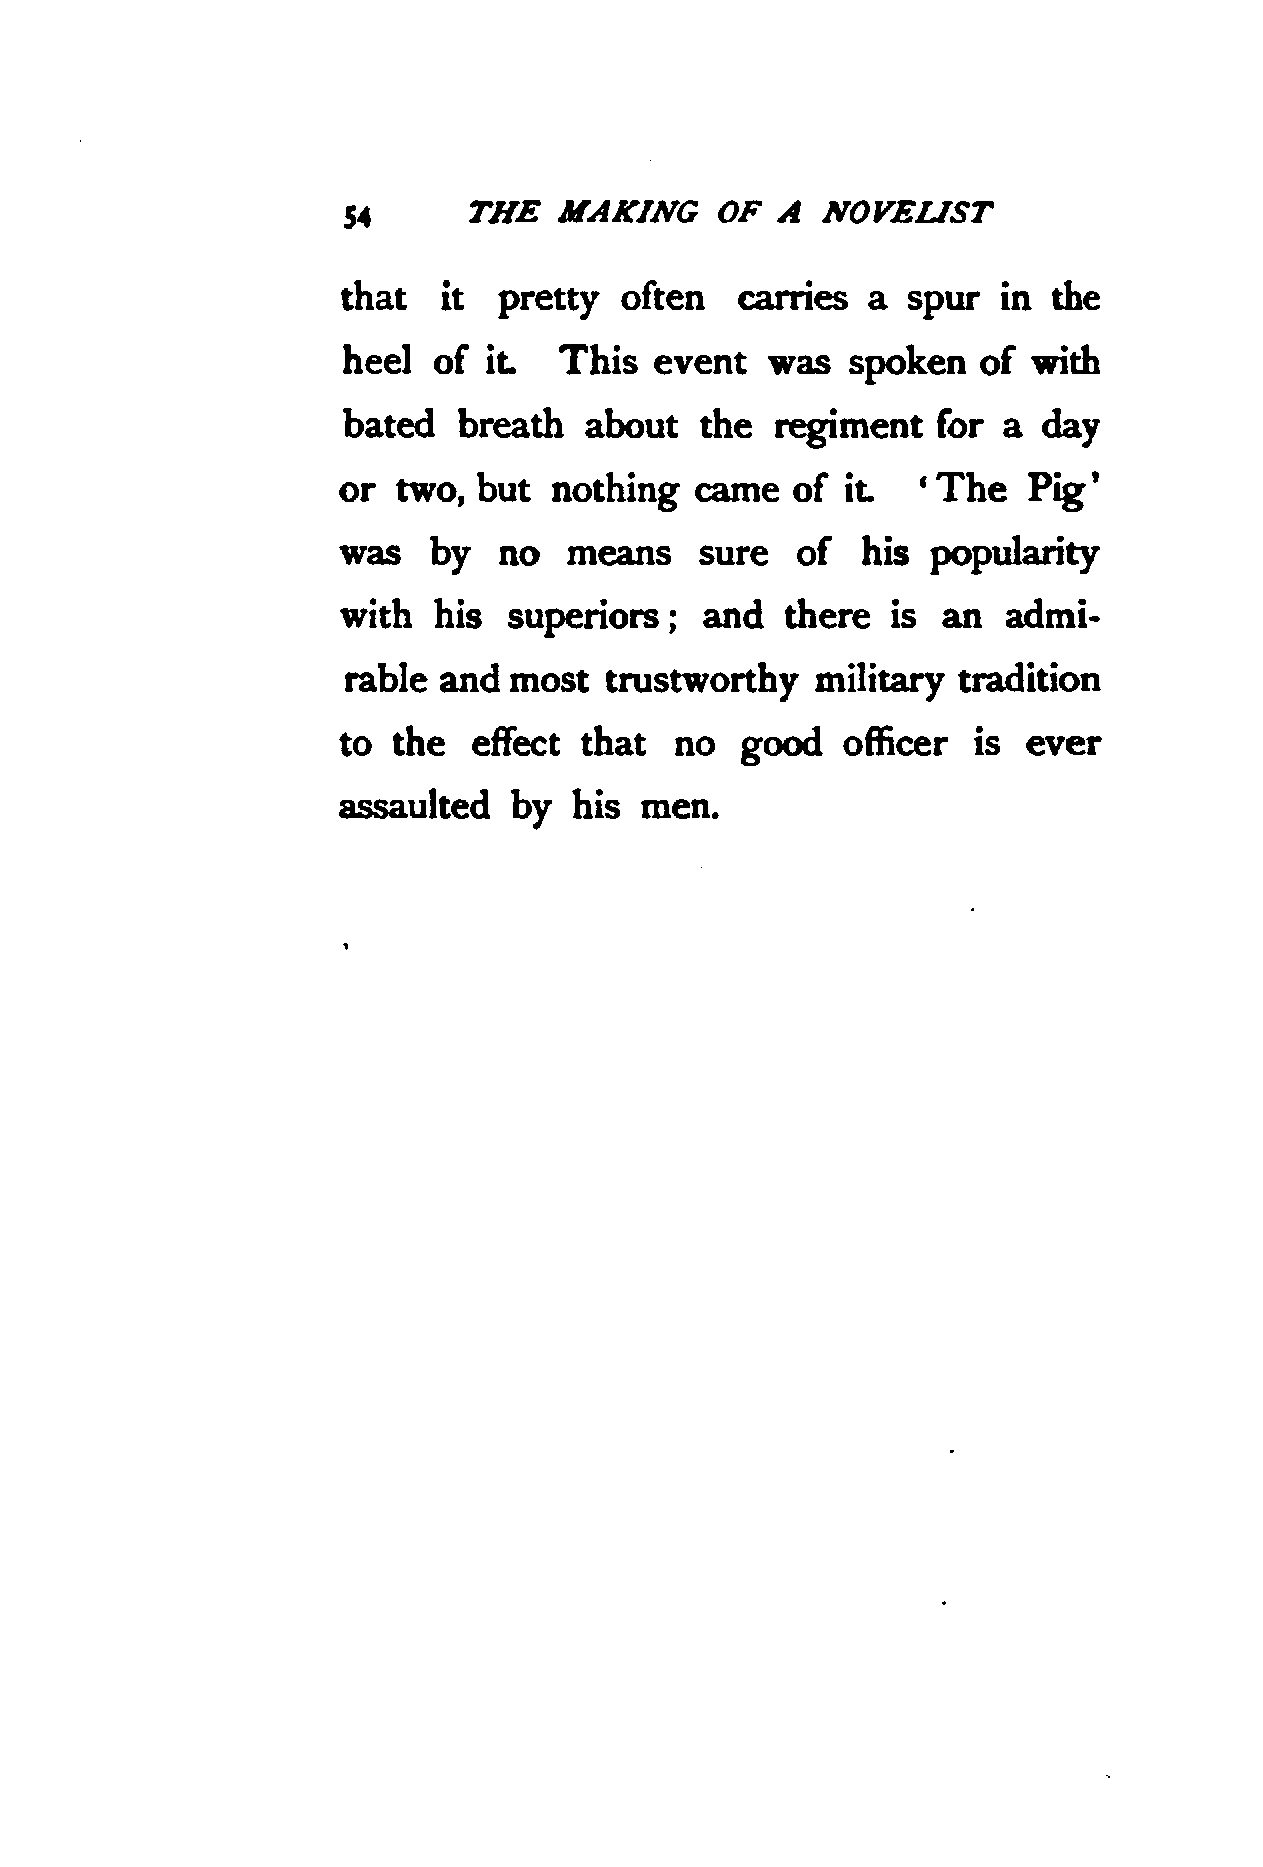 54 THE MAKING OF A NOVELIST
that it pretty often carries a spur in the
heel of it. This event was spoken of with
bated breath about the regiment for a day
or two, but nothing came of it. ‘The Pig’
was by no means sure of his popularity
with his superiors; and there is an admi-
rable and most trustworthy military tradition
to the effect that no good officer is ever
assaulted by his men.